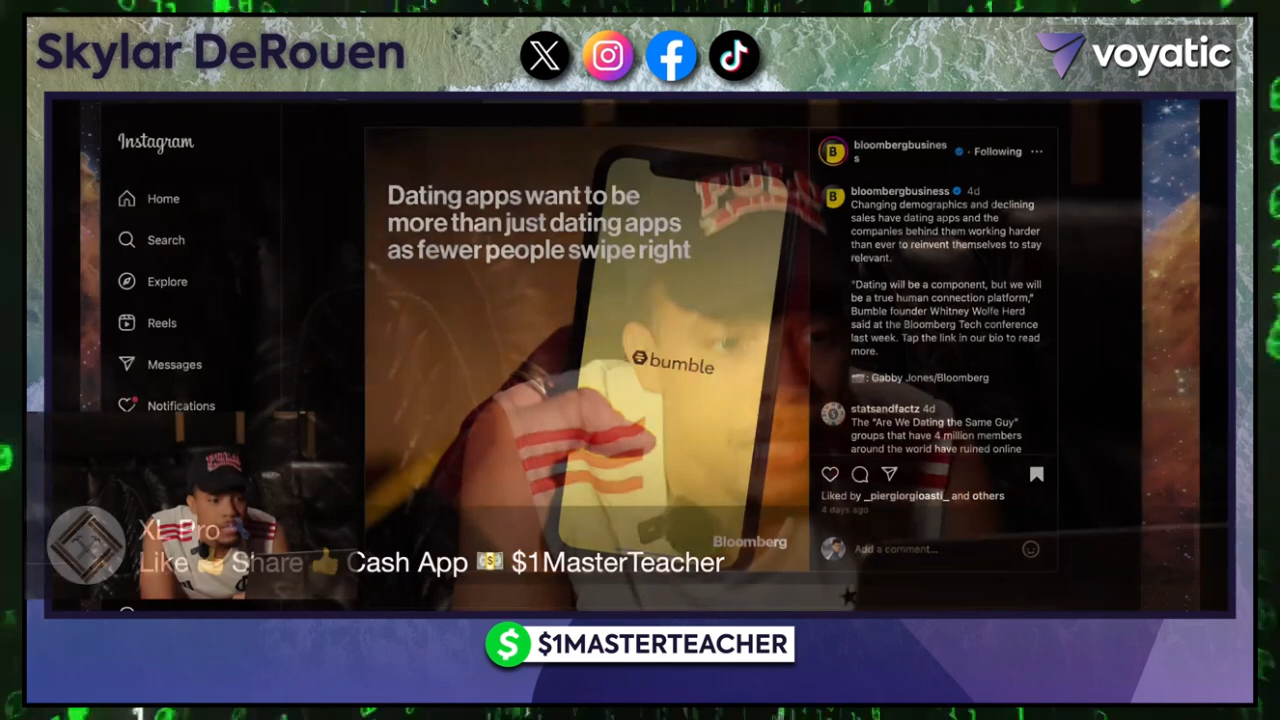 Skylar DeRouen
voyatic
Instagram
Home
Search
Explore
Reels
Messages
Notifications
Dating apps want to be
more than just dating apps
as fewer people swipe right
bumble
Bloomberg
bloombergbusines
s
• Following
bloombergbusiness 4d
Changing demographics and declining
sales have dating apps and the
companies behind them working harder
than ever to reinvent themselves to stay
relevant.
"Dating will be a component, but we will
be a true human connection platform,"
Bumble founder Whitney Wolfe Herd
said at the Bloomberg Tech conference
last week. Tap the link in our bio to read
more.
📷: Gabby Jones/Bloomberg
statsandfactz 4d
The "Are We Dating the Same Guy"
groups that have 4 million members
around the world have ruined online
Liked by _piergiorgioasti_ and others
4 days ago
Add a comment...
XL Pro
Like 👍 Share 👍 Cash App 💵 $1MasterTeacher
$1MASTERTEACHER